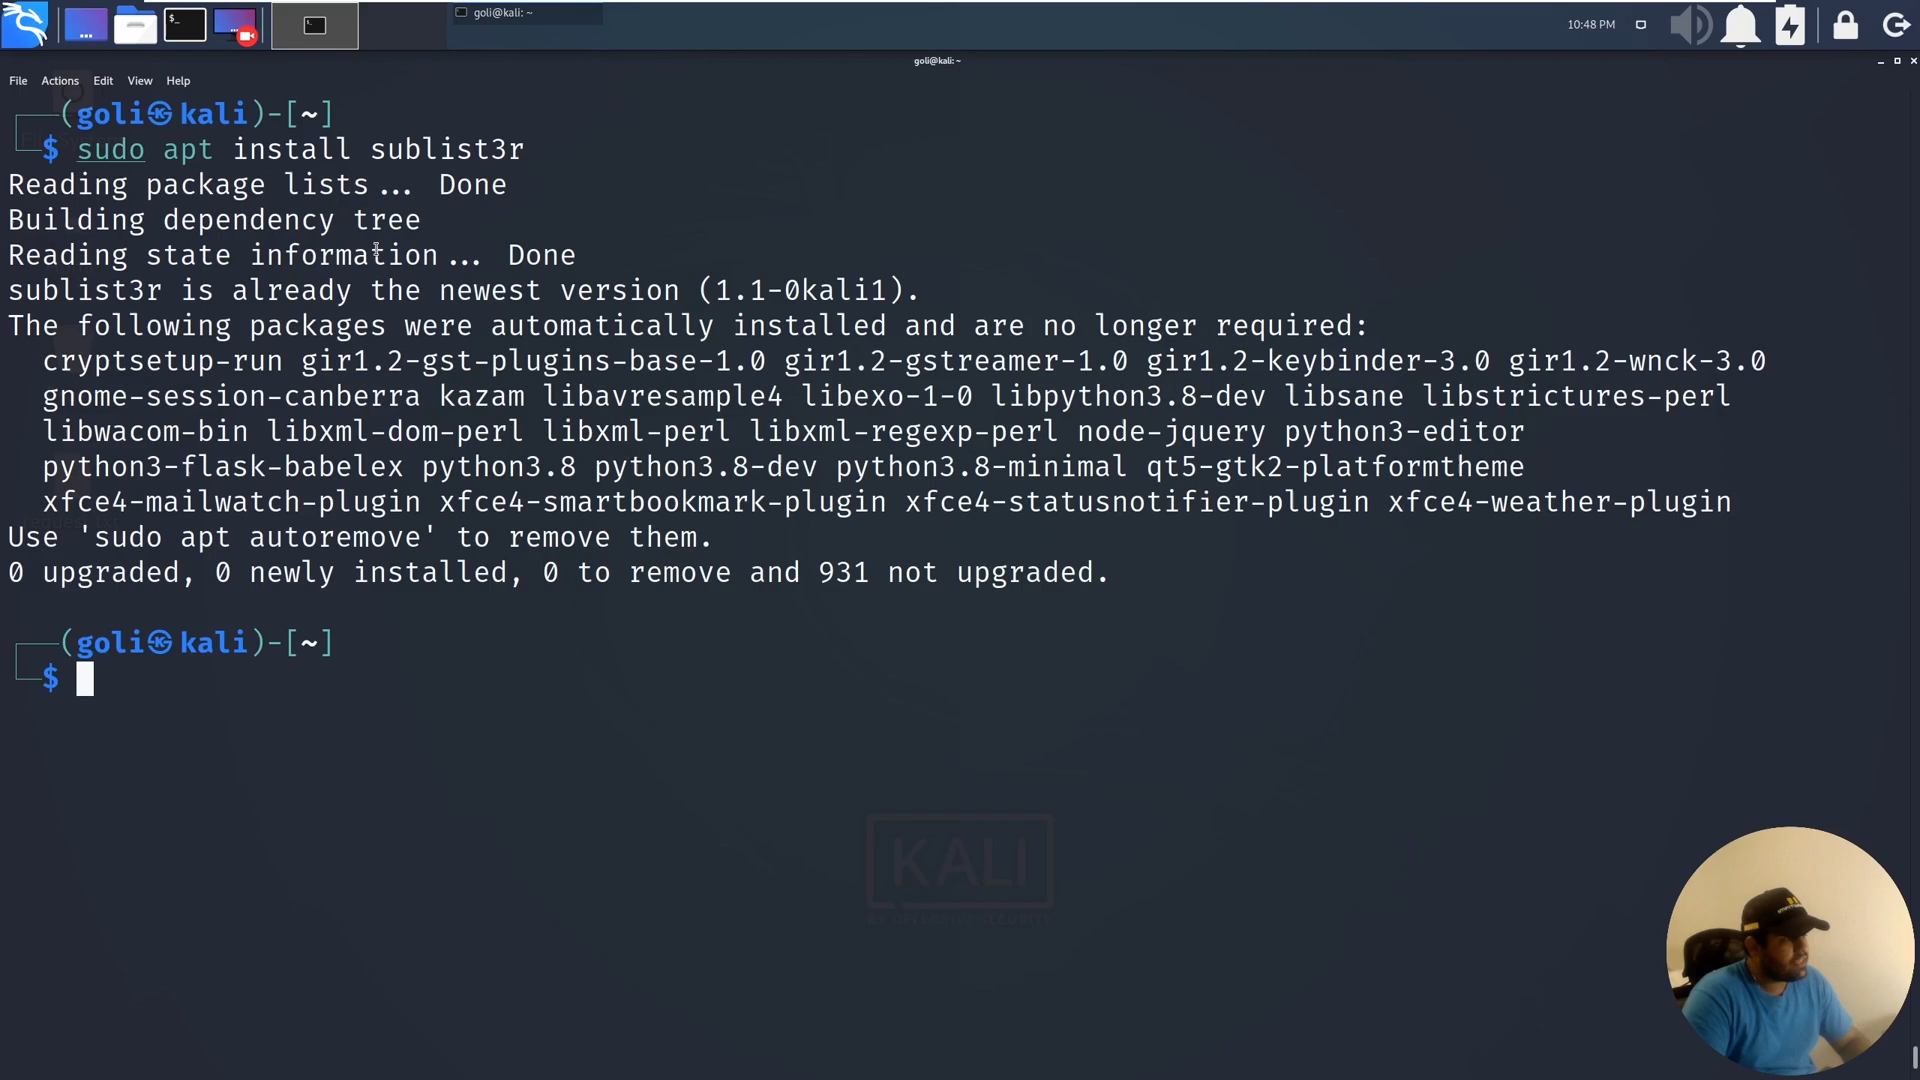 goli@kali: ~
10:48 PM
goli@kali: ~
File Actions Edit View Help
(goli㉿kali)-[~]
$ sudo apt install sublist3r
Reading package lists... Done
Building dependency tree
Reading state information... Done
sublist3r is already the newest version (1.1-0kali1).
The following packages were automatically installed and are no longer required:
cryptsetup-run gir1.2-gst-plugins-base-1.0 gir1.2-gstreamer-1.0 gir1.2-keybinder-3.0 gir1.2-wnck-3.0
gnome-session-canberra kazam libavresample4 libexo-1-0 libpython3.8-dev libsane libstrictures-perl
libwacom-bin libxml-dom-perl libxml-perl libxml-regexp-perl node-jquery python3-editor
python3-flask-babelex python3.8 python3.8-dev python3.8-minimal qt5-gtk2-platformtheme
xfce4-mailwatch-plugin xfce4-smartbookmark-plugin xfce4-statusnotifier-plugin xfce4-weather-plugin
Use 'sudo apt autoremove' to remove them.
0 upgraded, 0 newly installed, 0 to remove and 931 not upgraded.
(goli㉿kali)-[~]
$
KALI
BY OFFENSIVE SECURITY